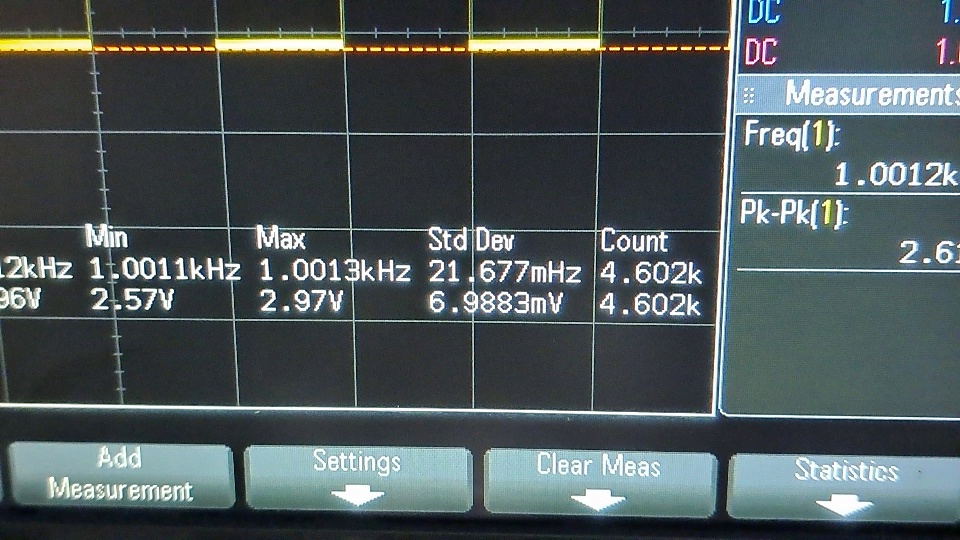 DC 1.
DC 1.
Measurements
Freq(1):
1.0012k
Pk-Pk(1):
2.61
Min Max Std Dev Count
.2kHz 1.0011kHz 1.0013kHz 21.677mHz 4.602k
96V 2.57V 2.97V 6.9883mV 4.602k
Add Measurement
Settings
Clear Meas
Statistics